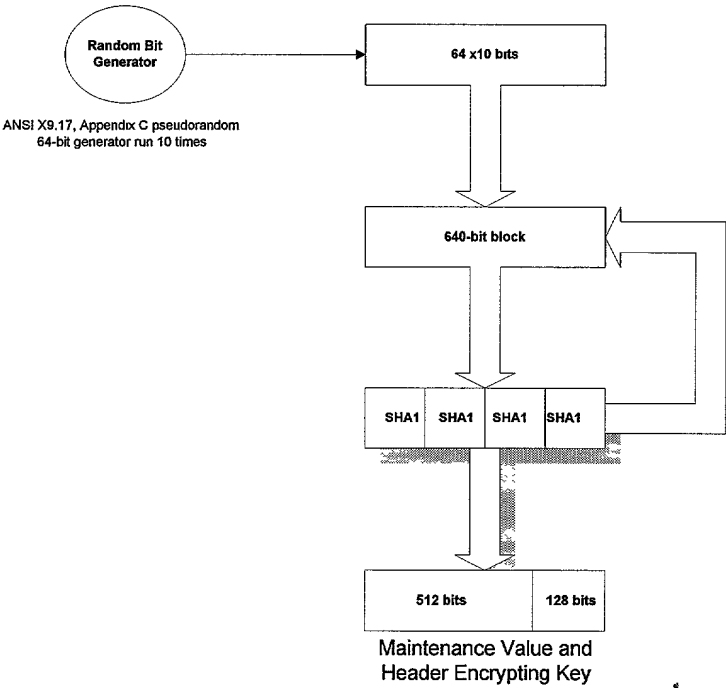 Random Bit
Generator
64 x10 bits
ANSI X9.17, Appendix C pseudorandom
64-bit generator run 10 times
640-bit block
SHA1 SHA1 SHA1 SHA1
512 bits 128 bits
Maintenance Value and
Header Encrypting Key